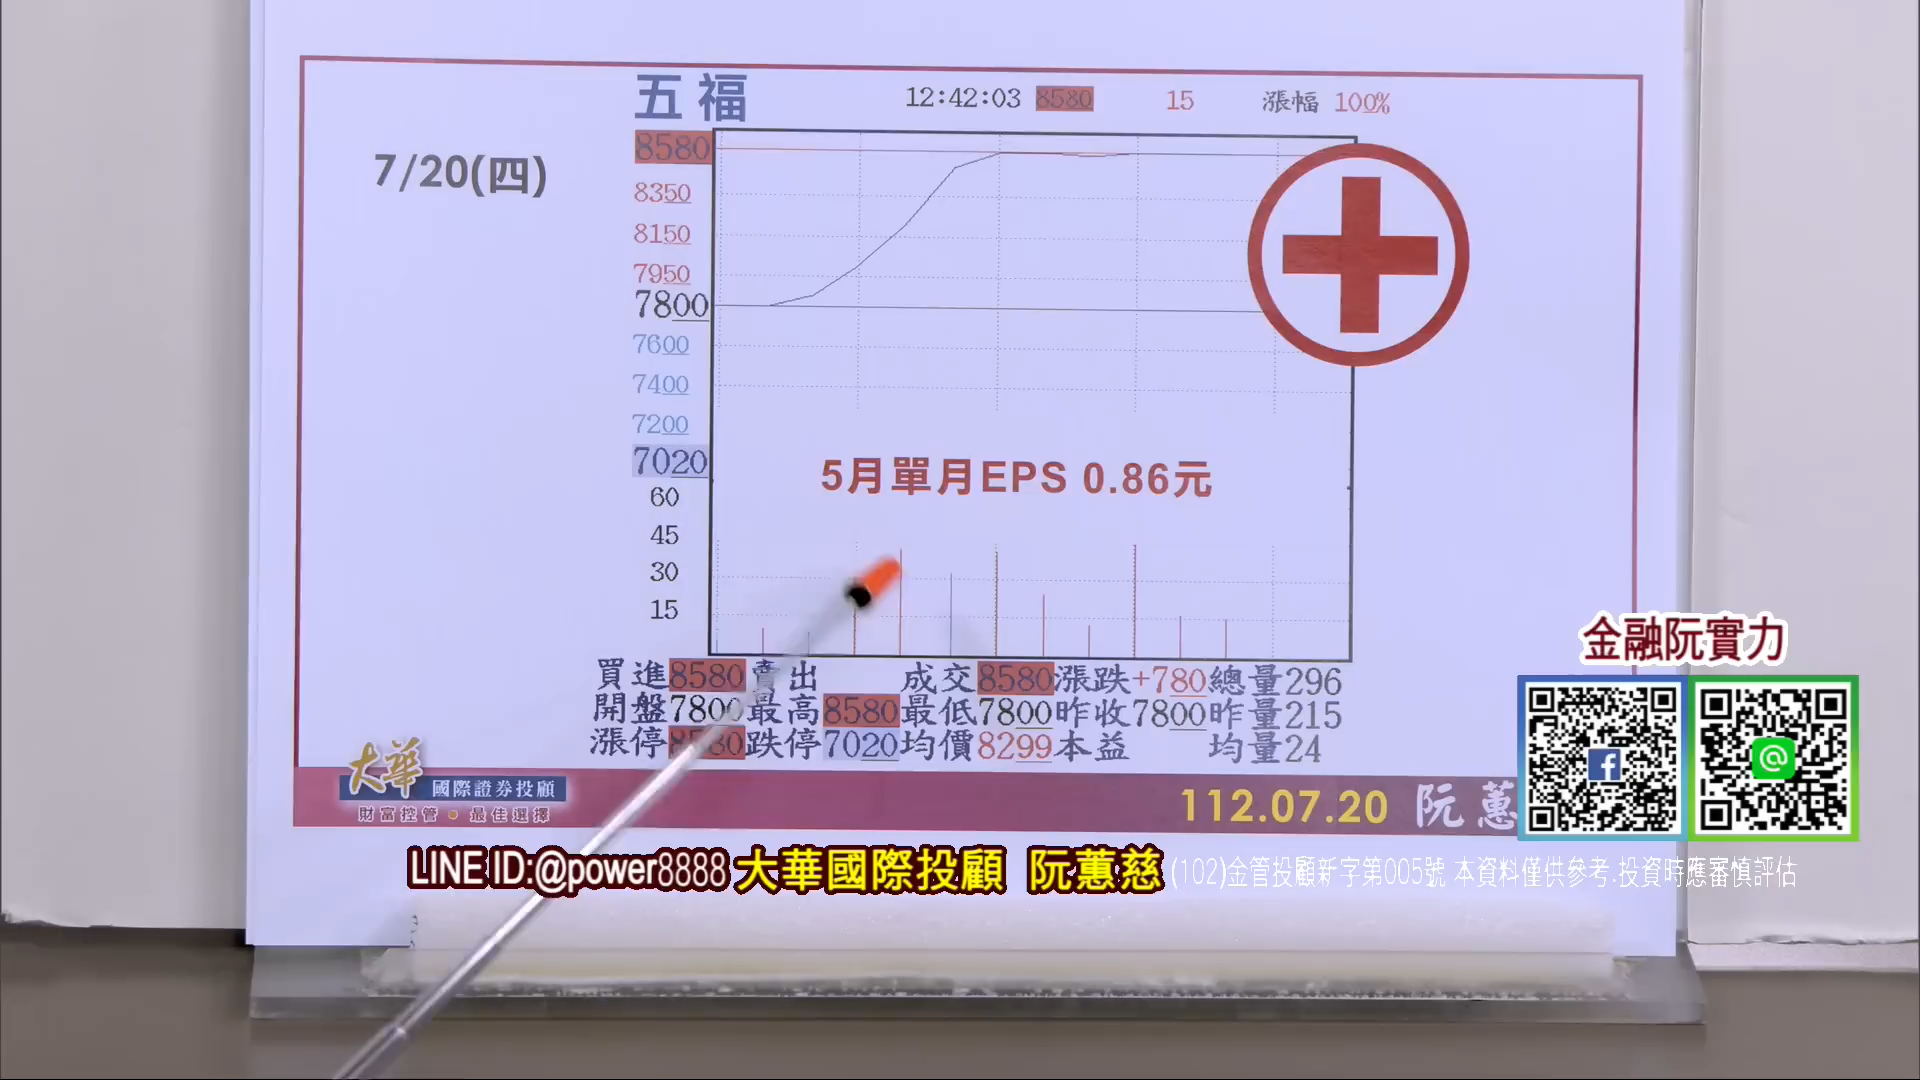 五福
12:42:03 8580 15 漲幅 100%
7/20(四)
8580
8350
8150
7950
7800
7600
7400
7200
7020
60
45
30
15
5月單月EPS 0.86元
買進8580賣出 成交8580漲跌+780總量296
開盤7800最高8580最低7800昨收7800昨量215
漲停8580跌停7020均價8299本益 均量24
大華
國際證券投顧
財富控管 • 最佳選擇
112.07.20 阮蕙
金融阮實力
LINE ID:@power8888 大華國際投顧 阮蕙慈 (102)金管投顧新字第005號 本資料僅供參考.投資時應審慎評估